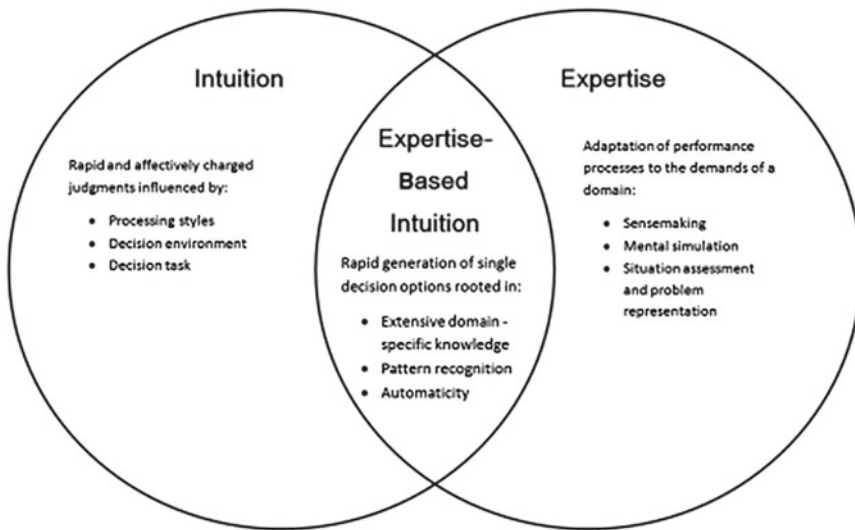 Intuition
Rapid and affectively charged
judgments influenced by:
• Processing styles
• Decision environment
• Decision task
Expertise-
Based
Intuition
Rapid generation of single
decision options rooted in:
• Extensive domain -
specific knowledge
• Pattern recognition
• Automaticity
Expertise
Adaptation of performance
processes to the demands of a
domain:
• Sensemaking
• Mental simulation
• Situation assessment
and problem
representation